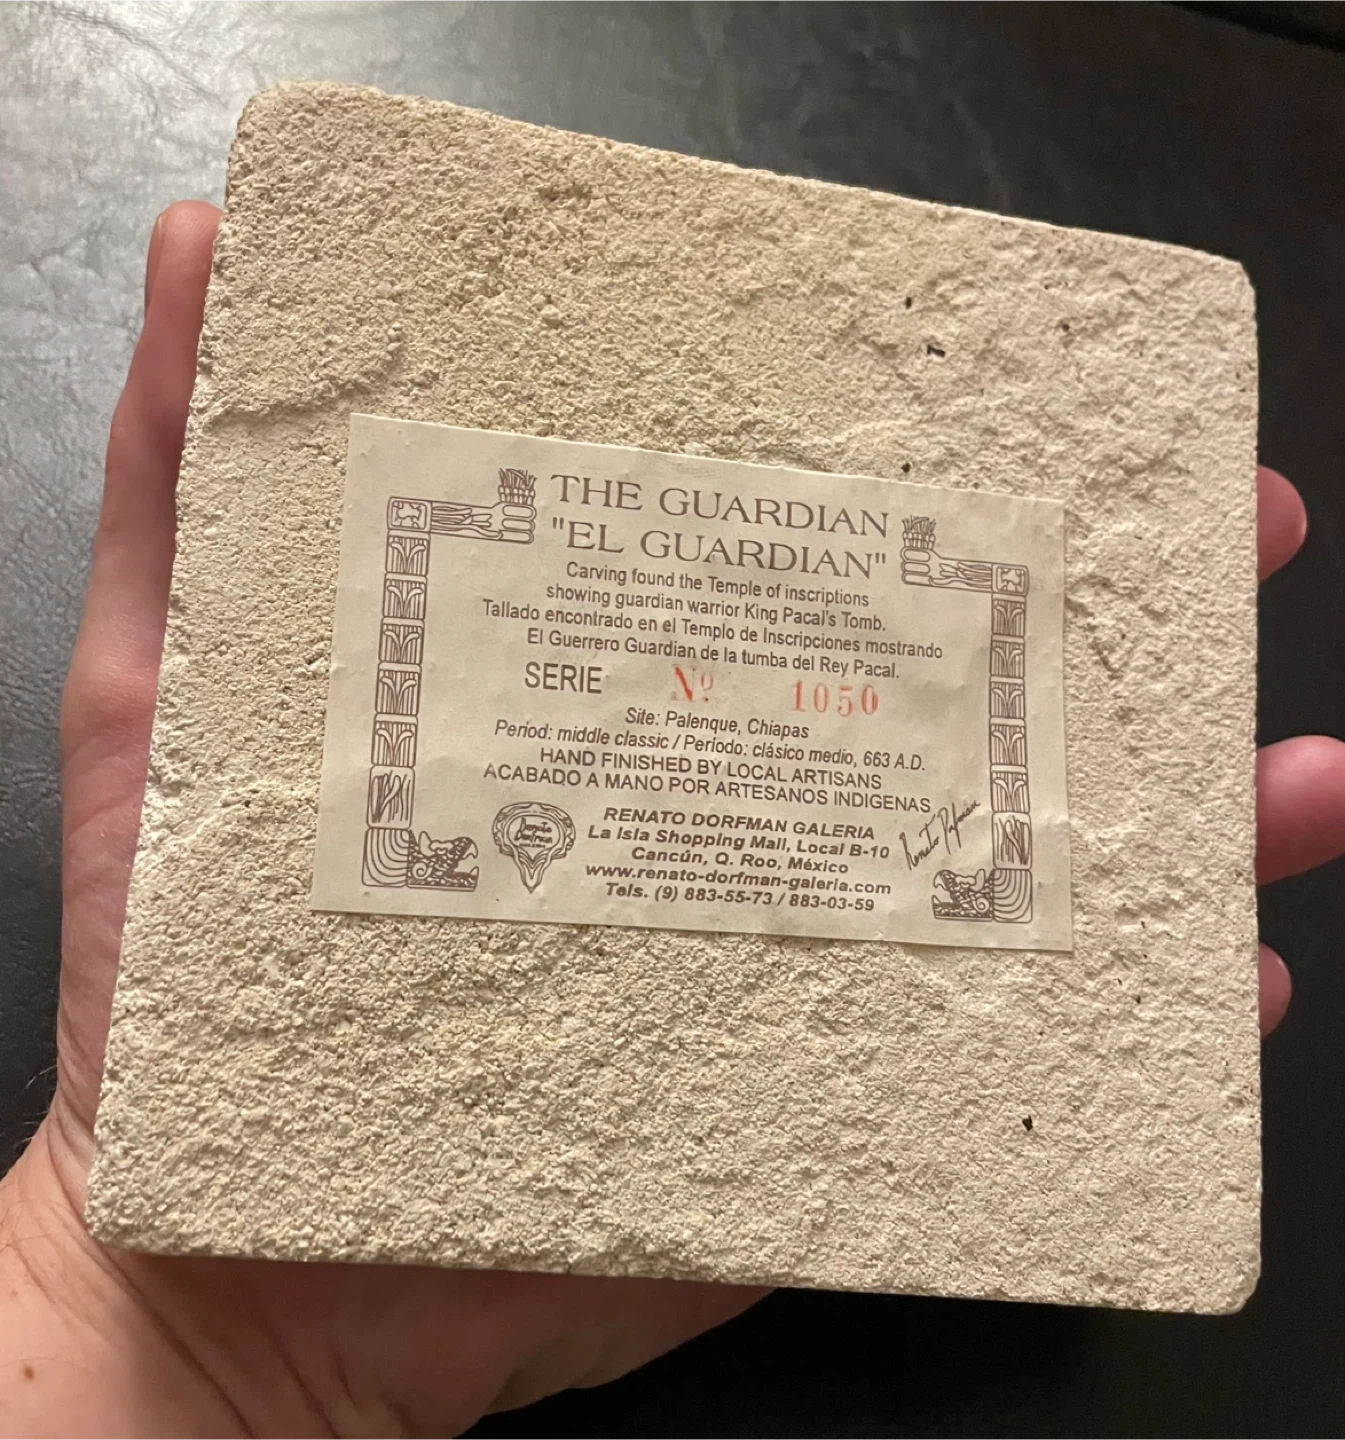 THE GUARDIAN
"EL GUARDIAN"
Carving found the Temple of inscriptions
showing guardian warrior King Pacal's Tomb.
Tallado encontrado en el Templo de Inscripciones mostrando
El Guerrero Guardian de la tumba del Rey Pacal.
SERIE Nº 1050
Site: Palenque, Chiapas
Period: middle classic / Período: clásico medio, 663 A.D.
HAND FINISHED BY LOCAL ARTISANS
ACABADO A MANO POR ARTESANOS INDIGENAS
Renato Dorfman
RENATO DORFMAN GALERIA
La Isla Shopping Mall, Local B-10
Cancún, Q. Roo, México
www.renato-dorfman-galeria.com
Tels. (9) 883-55-73 / 883-03-59
Renato Dorfman